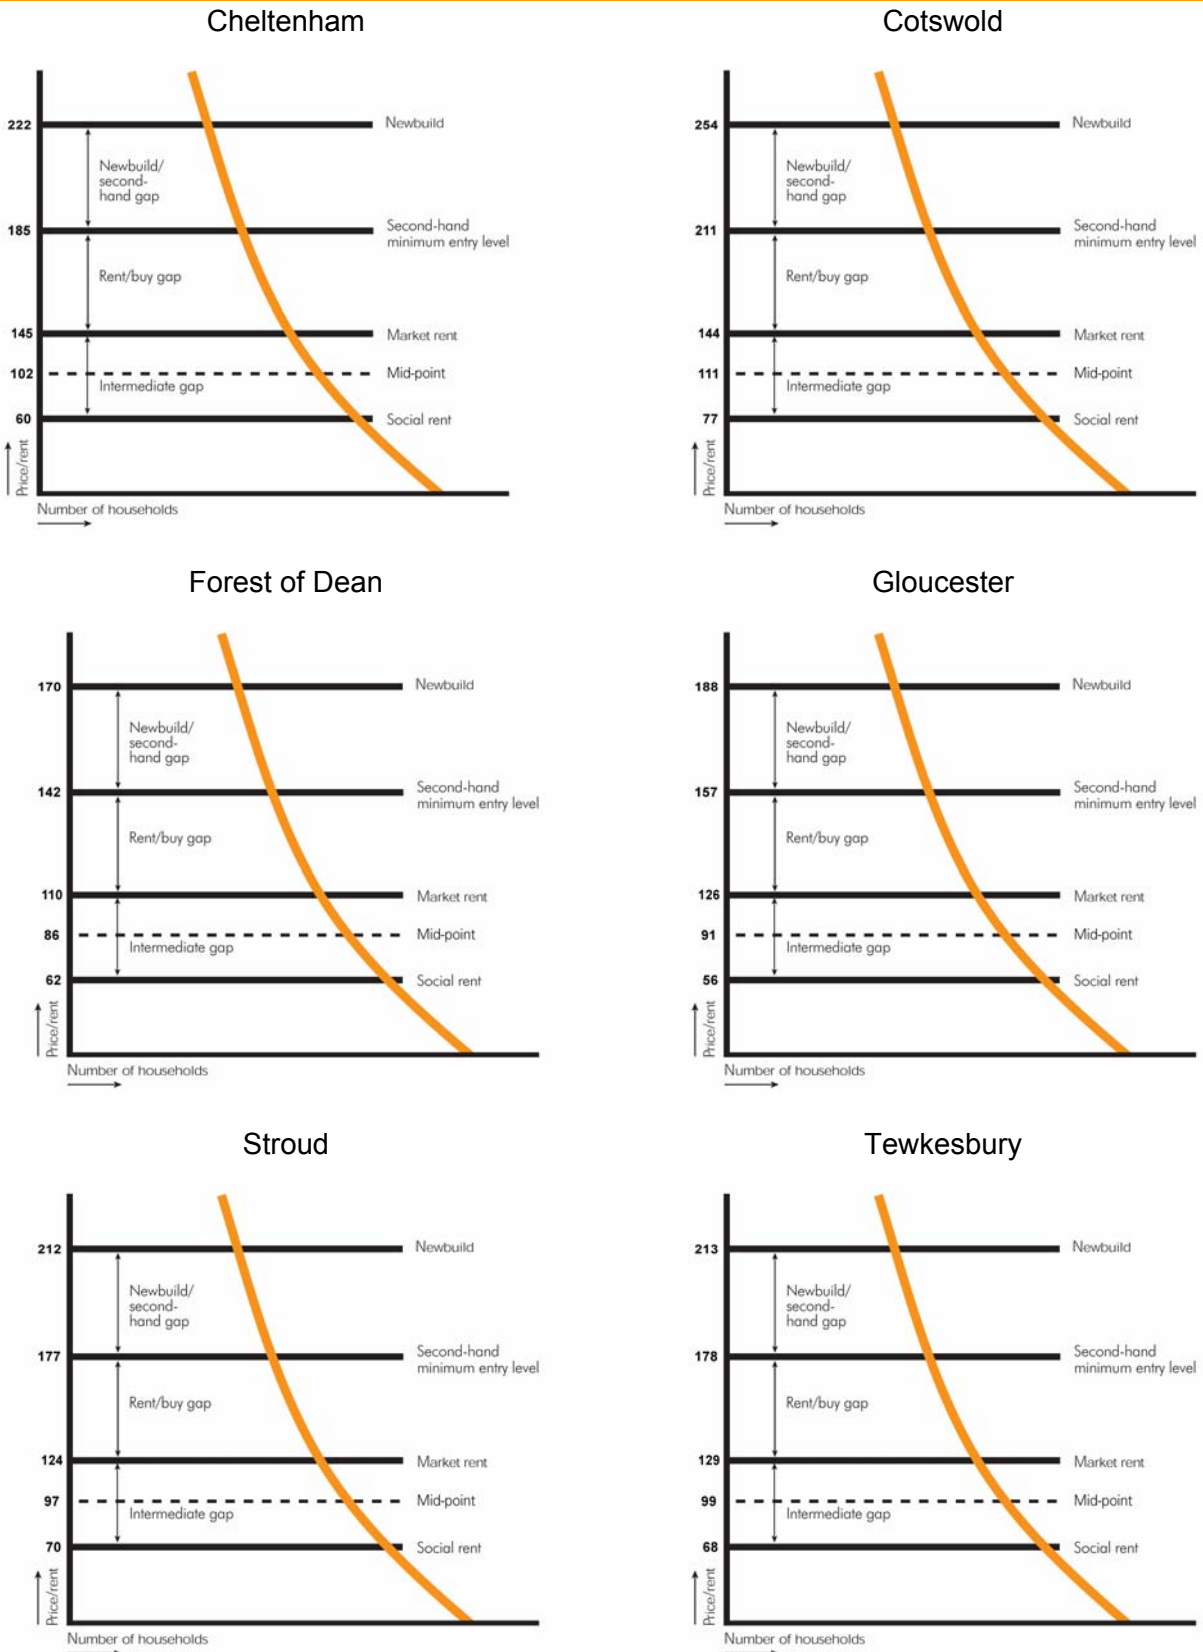 Cheltenham
222
Newbuild
Newbuild/
second-
hand gap
185
Second-hand
minimum entry level
Rent/buy gap
145
Market rent
102
Mid-point
Intermediate gap
60
Social rent
Price/rent
Number of households
Cotswold
254
Newbuild
Newbuild/
second-
hand gap
211
Second-hand
minimum entry level
Rent/buy gap
144
Market rent
111
Mid-point
Intermediate gap
77
Social rent
Price/rent
Number of households
Forest of Dean
170
Newbuild
Newbuild/
second-
hand gap
142
Second-hand
minimum entry level
Rent/buy gap
110
Market rent
86
Mid-point
Intermediate gap
62
Social rent
Price/rent
Number of households
Gloucester
188
Newbuild
Newbuild/
second-
hand gap
157
Second-hand
minimum entry level
Rent/buy gap
126
Market rent
91
Mid-point
Intermediate gap
56
Social rent
Price/rent
Number of households
Stroud
212
Newbuild
Newbuild/
second-
hand gap
177
Second-hand
minimum entry level
Rent/buy gap
124
Market rent
97
Mid-point
Intermediate gap
70
Social rent
Price/rent
Number of households
Tewkesbury
213
Newbuild
Newbuild/
second-
hand gap
178
Second-hand
minimum entry level
Rent/buy gap
129
Market rent
99
Mid-point
Intermediate gap
68
Social rent
Price/rent
Number of households